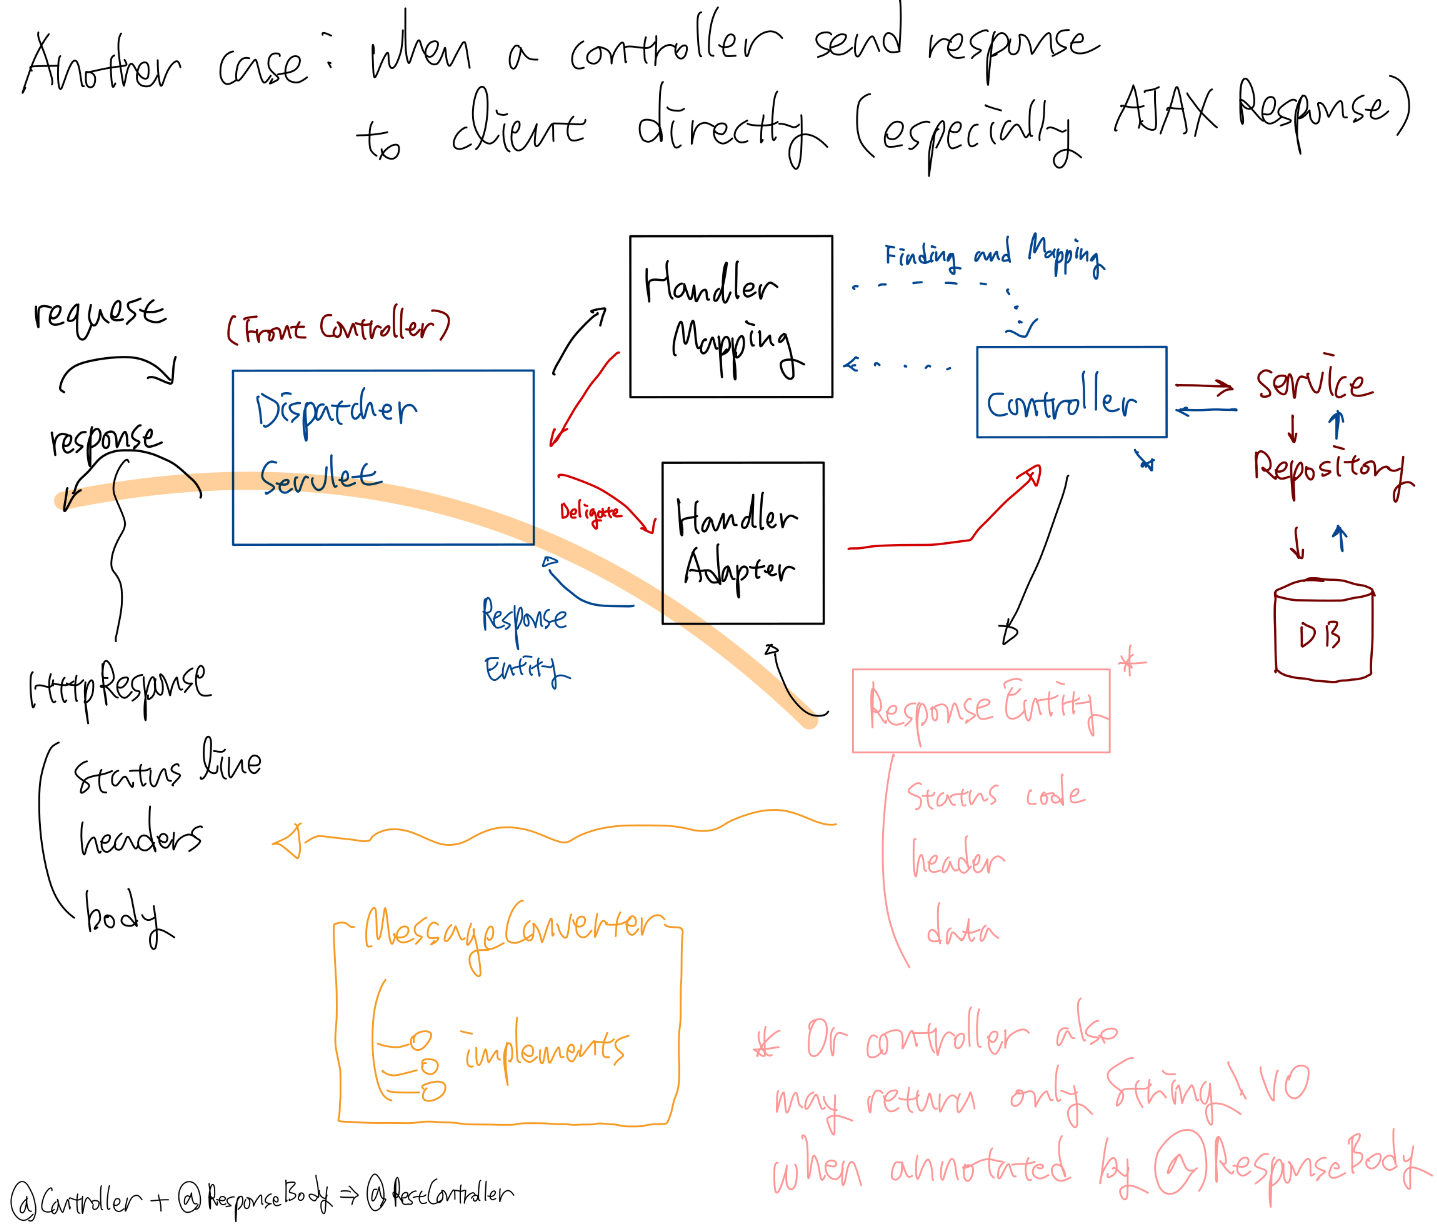 Another case: when a controller send response
to client directly (especially AJAX Response)
request
response
(Front Controller)
Dispatcher
Servlet
Handler
Mapping
Finding and Mapping
Controller
Service
Repository
DB
Deligate
Handler
Adapter
Response
Entity
Response Entity *
Status code
header
data
HttpResponse
Status line
headers
body
MessageConverter
implements
* Or controller also
may return only String \ VO
when annotated by @ResponseBody
@Controller + @ResponseBody ⇒ @RestController